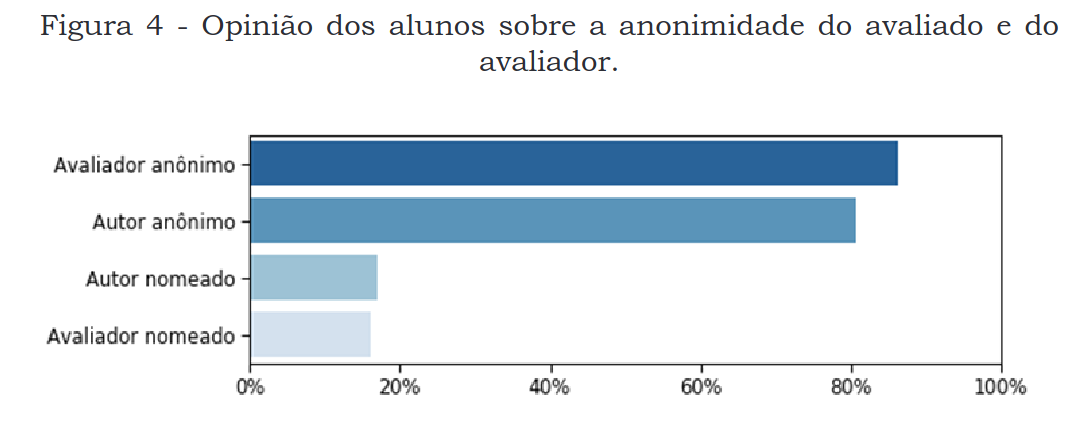 Figura 4 - Opinião dos alunos sobre a anonimidade do avaliado e do
avaliador.
Avaliador anônimo
Autor anônimo
Autor nomeado
Avaliador nomeado
0% 20% 40% 60% 80% 100%